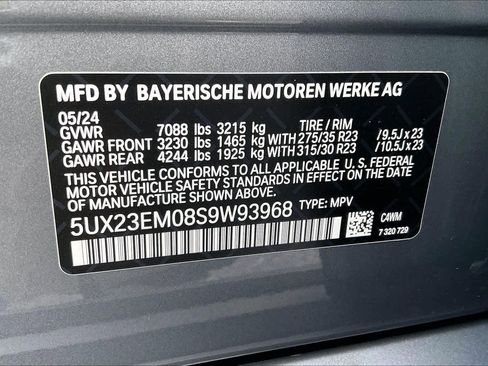 MFD BY BAYERISCHE MOTOREN WERKE AG
05/24
GVWR 7088 lbs 3215 kg TIRE / RIM
GAWR FRONT 3230 lbs 1465 kg WITH 275/35 R23 /9.5J x 23
GAWR REAR 4244 lbs 1925 kg WITH 315/30 R23 /10.5J x 23
THIS VEHICLE CONFORMS TO ALL APPLICABLE U. S. FEDERAL
MOTOR VEHICLE SAFETY STANDARDS IN EFFECT ON THE DATE
OF MANUFACTURE SHOWN ABOVE.
5UX23EM08S9W93968 TYPE: MPV
C4WM
7 320 729